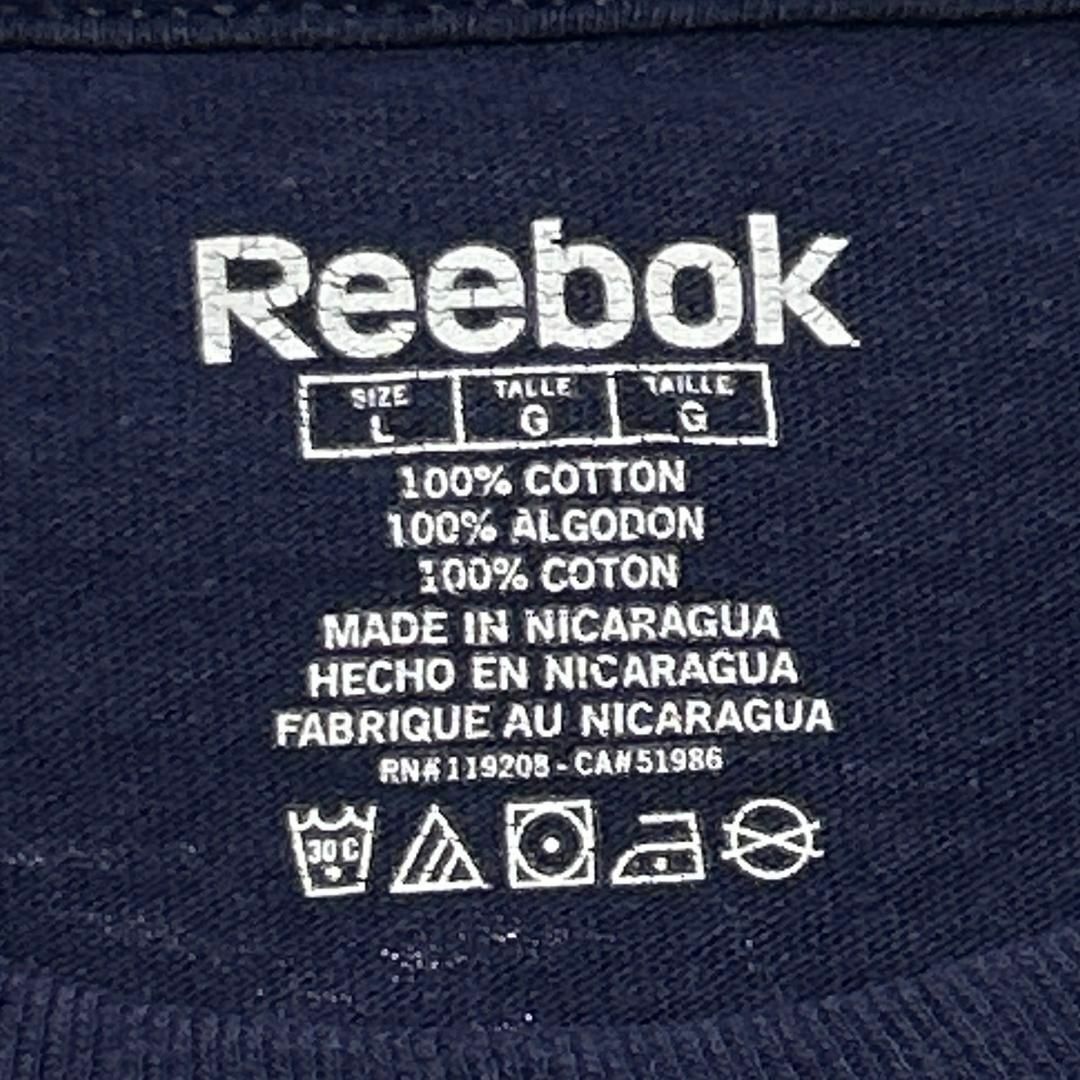 Reebok
SIZE TALLE TAILLE
L G G
100% COTTON
100% ALGODON
100% COTON
MADE IN NICARAGUA
HECHO EN NICARAGUA
FABRIQUE AU NICARAGUA
RN#119208 - CA#51986
30 C